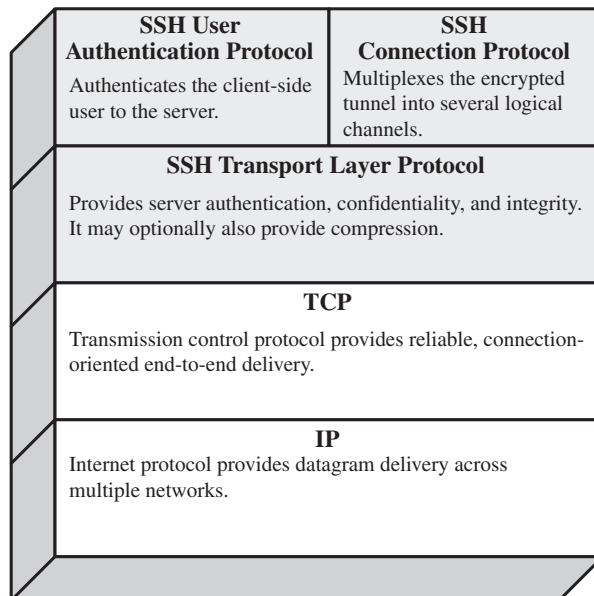 SSH User
Authentication Protocol
Authenticates the client-side
user to the server.
SSH
Connection Protocol
Multiplexes the encrypted
tunnel into several logical
channels.
SSH Transport Layer Protocol
Provides server authentication, confidentiality, and integrity.
It may optionally also provide compression.
TCP
Transmission control protocol provides reliable, connection-
oriented end-to-end delivery.
IP
Internet protocol provides datagram delivery across
multiple networks.